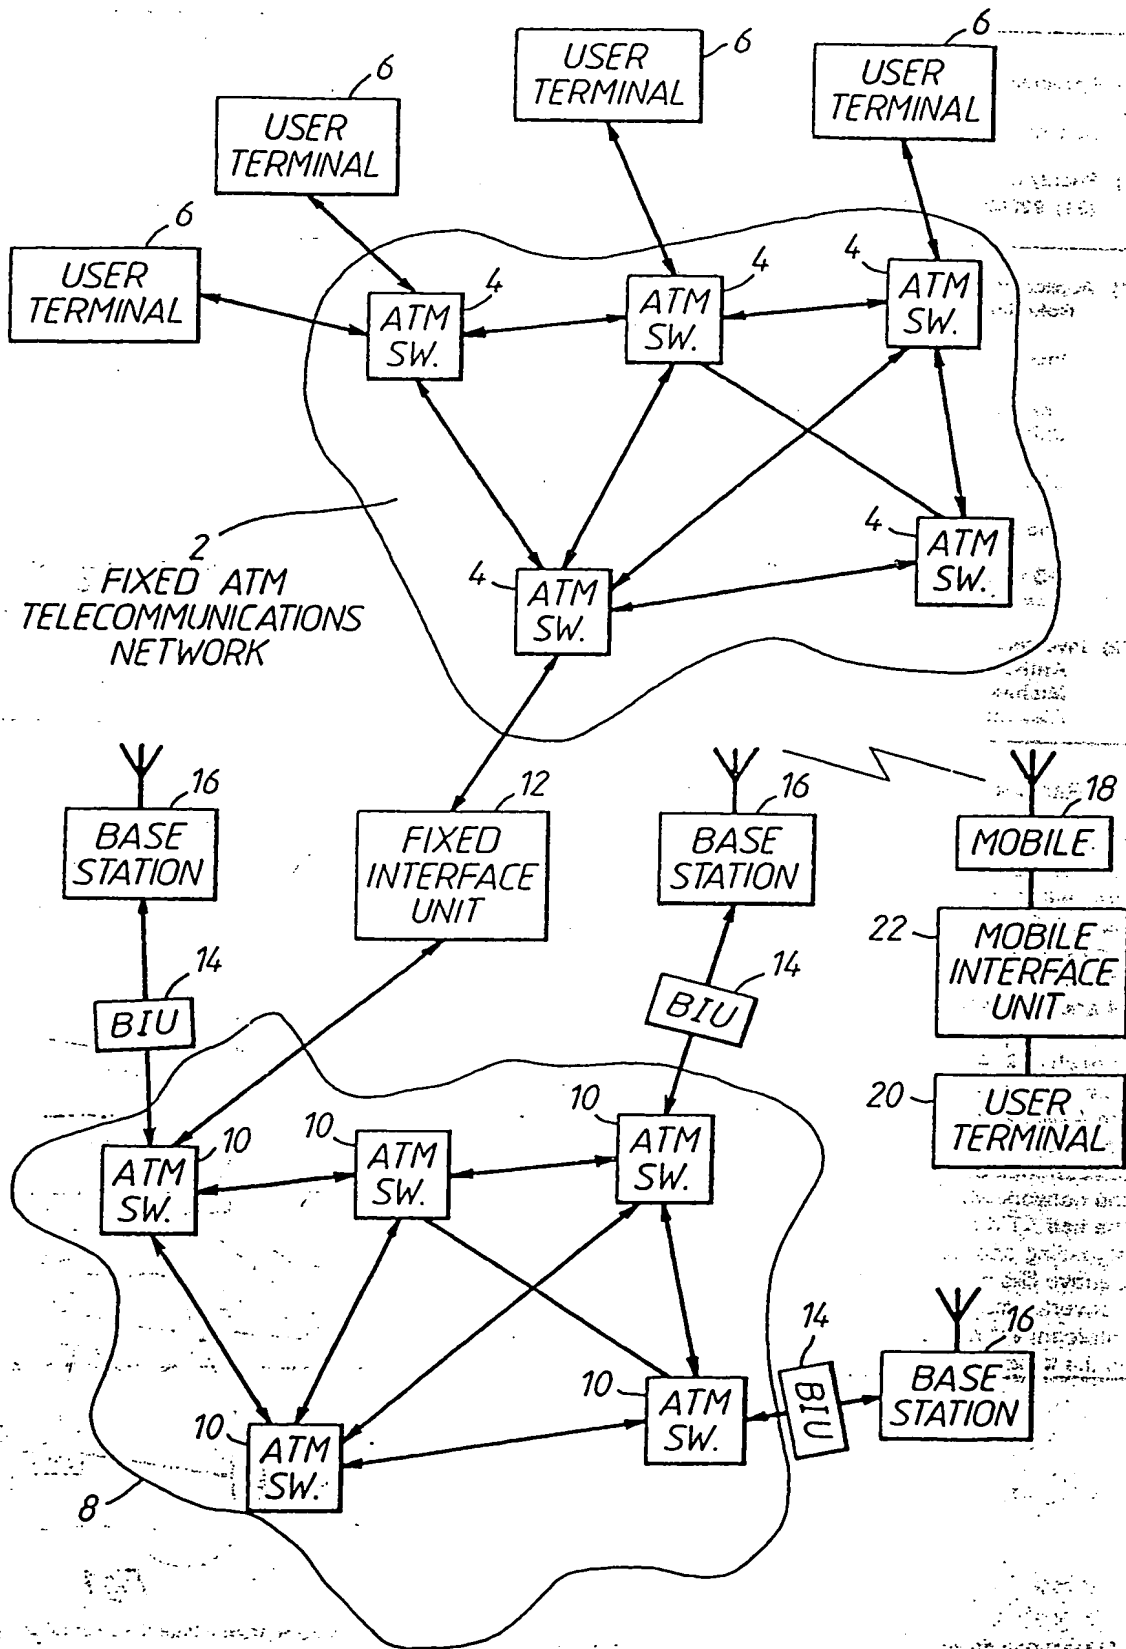 6
USER
TERMINAL
6
USER
TERMINAL
6
USER
TERMINAL
6
USER
TERMINAL
4
ATM
SW.
4
ATM
SW.
4
ATM
SW.
4
ATM
SW.
4
ATM
SW.
2
FIXED ATM
TELECOMMUNICATIONS
NETWORK
16
BASE
STATION
12
FIXED
INTERFACE
UNIT
16
BASE
STATION
18
MOBILE
22
MOBILE
INTERFACE
UNIT
20
USER
TERMINAL
14
BIU
14
BIU
10
ATM
SW.
10
ATM
SW.
10
ATM
SW.
10
ATM
SW.
10
ATM
SW.
14
BIU
16
BASE
STATION
8